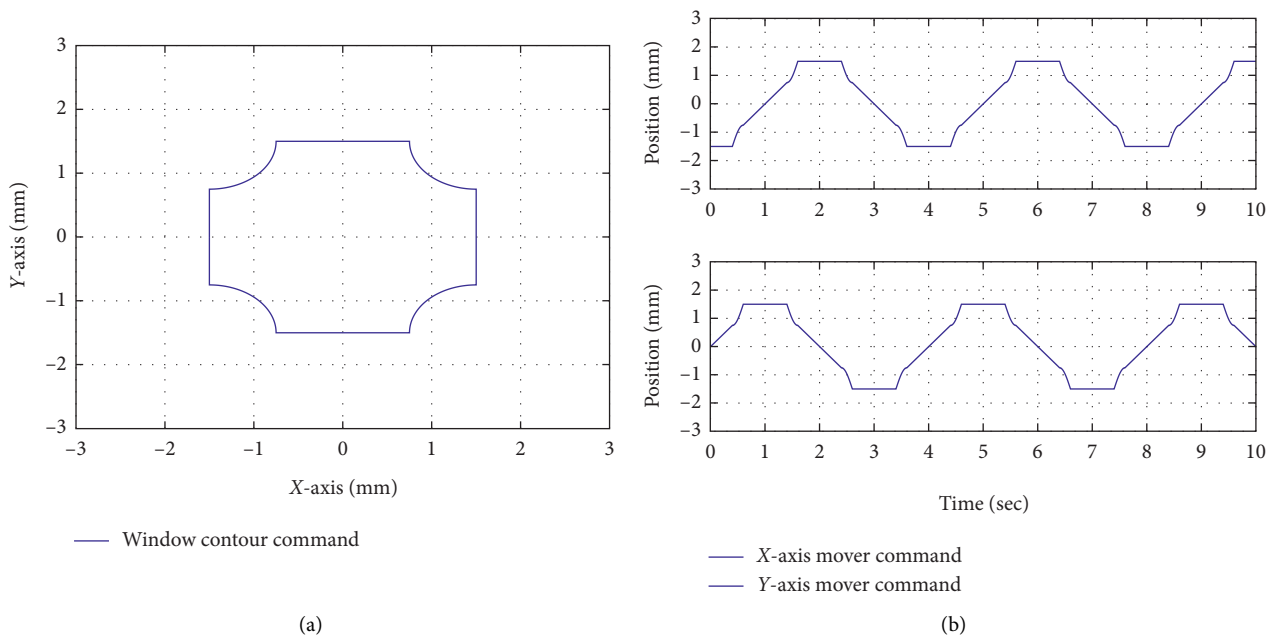 3
2
1
0
−1
−2
−3
Y-axis (mm)
−3 −2 −1 0 1 2 3
X-axis (mm)
Window contour command
(a)
3
2
1
0
−1
−2
−3
Position (mm)
0 1 2 3 4 5 6 7 8 9 10
3
2
1
0
−1
−2
−3
Position (mm)
0 1 2 3 4 5 6 7 8 9 10
Time (sec)
X-axis mover command
Y-axis mover command
(b)